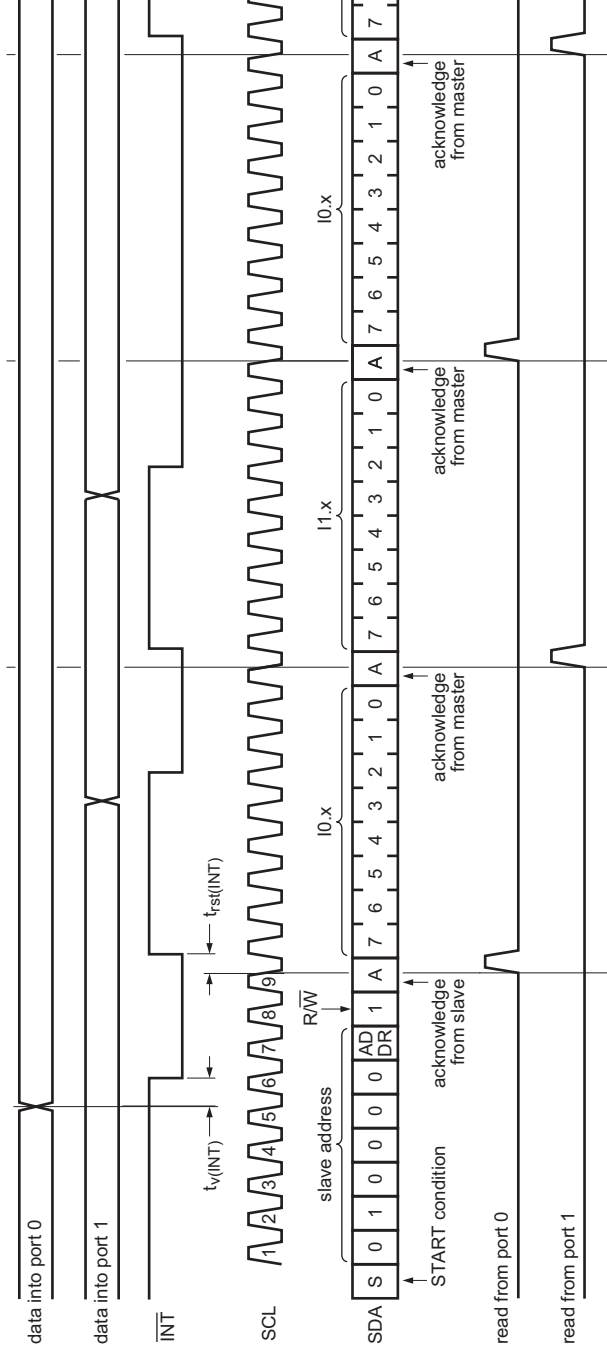 data into port 0
data into port 1
INT
t_v(INT)
t_rst(INT)
SCL
1 2 3 4 5 6 7 8 9
R/W
slave address
I0.x
I1.x
I0.x
SDA
S 0 1 0 0 0 0 AD DR 1 A 7 6 5 4 3 2 1 0 A 7 6 5 4 3 2 1 0 A 7 6 5 4 3 2 1 0 A 7
START condition
acknowledge
from slave
acknowledge
from master
acknowledge
from master
acknowledge
from master
read from port 0
read from port 1